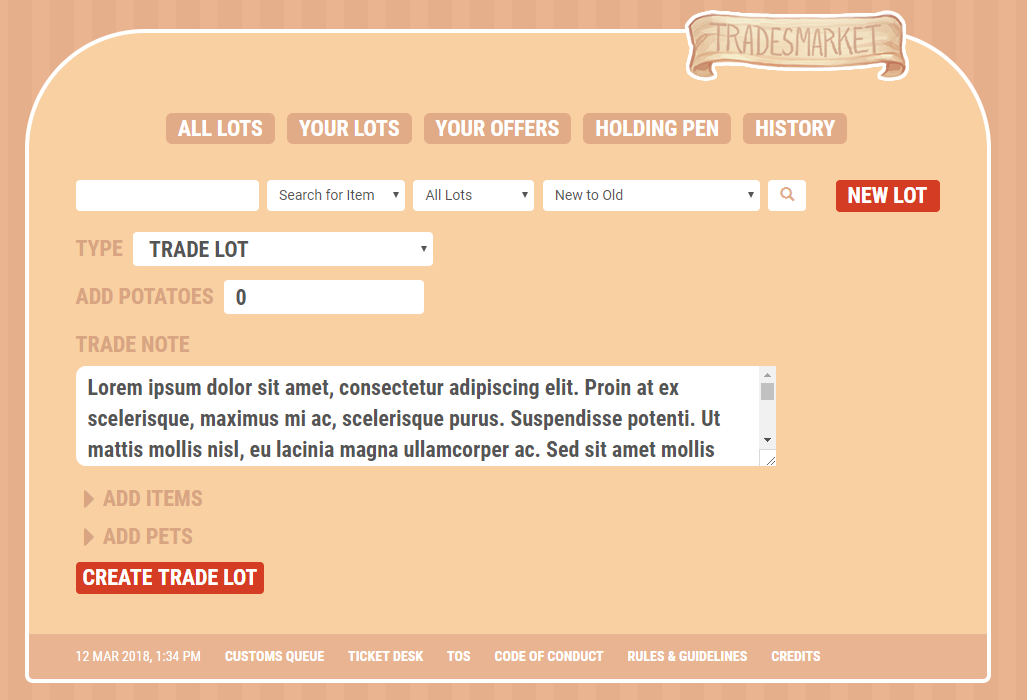 TRADESMARKET
ALL LOTS YOUR LOTS YOUR OFFERS HOLDING PEN HISTORY
Search for Item All Lots New to Old NEW LOT
TYPE TRADE LOT
ADD POTATOES 0
TRADE NOTE
Lorem ipsum dolor sit amet, consectetur adipiscing elit. Proin at ex
scelerisque, maximus mi ac, scelerisque purus. Suspendisse potenti. Ut
mattis mollis nisl, eu lacinia magna ullamcorper ac. Sed sit amet mollis
ADD ITEMS
ADD PETS
CREATE TRADE LOT
12 MAR 2018, 1:34 PM CUSTOMS QUEUE TICKET DESK TOS CODE OF CONDUCT RULES & GUIDELINES CREDITS